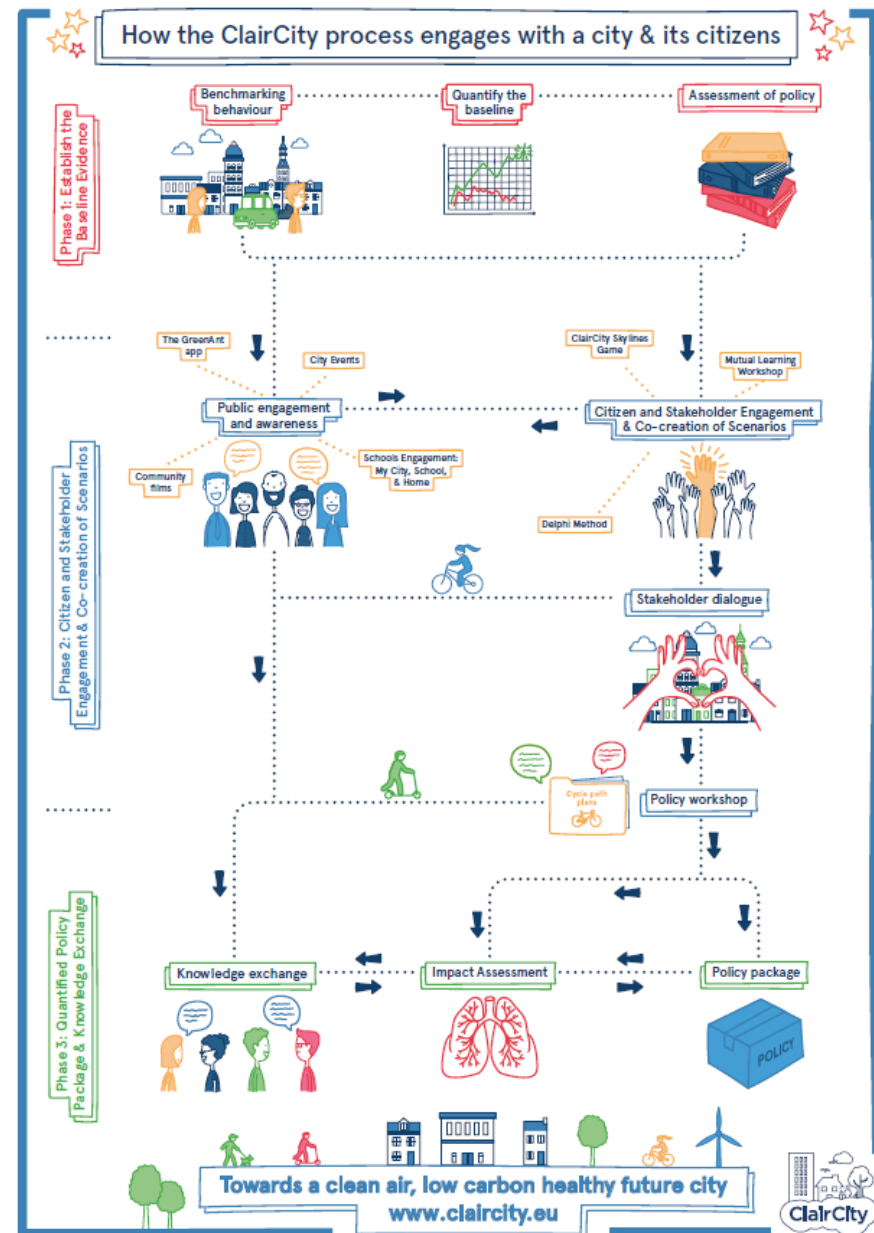 How the ClairCity process engages with a city & its citizens
Phase 1: Establish the
Baseline Evidence
Benchmarking
behaviour
Quantify the
baseline
Assessment of policy
Phase 2: Citizen and Stakeholder
Engagement & Co-creation of Scenarios
The GreenAnt
app
City Events
Public engagement
and awareness
Community
films
Schools Engagement:
My City, School,
& Home
ClairCity Skylines
Game
Mutual Learning
Workshop
Citizen and Stakeholder Engagement
& Co-creation of Scenarios
Delphi Method
Stakeholder dialogue
Cycle path
plans
Policy workshop
Phase 3: Quantified Policy
Package & Knowledge Exchange
Knowledge exchange
Impact Assessment
Policy package
POLICY
Towards a clean air, low carbon healthy future city
www.claircity.eu
ClairCity